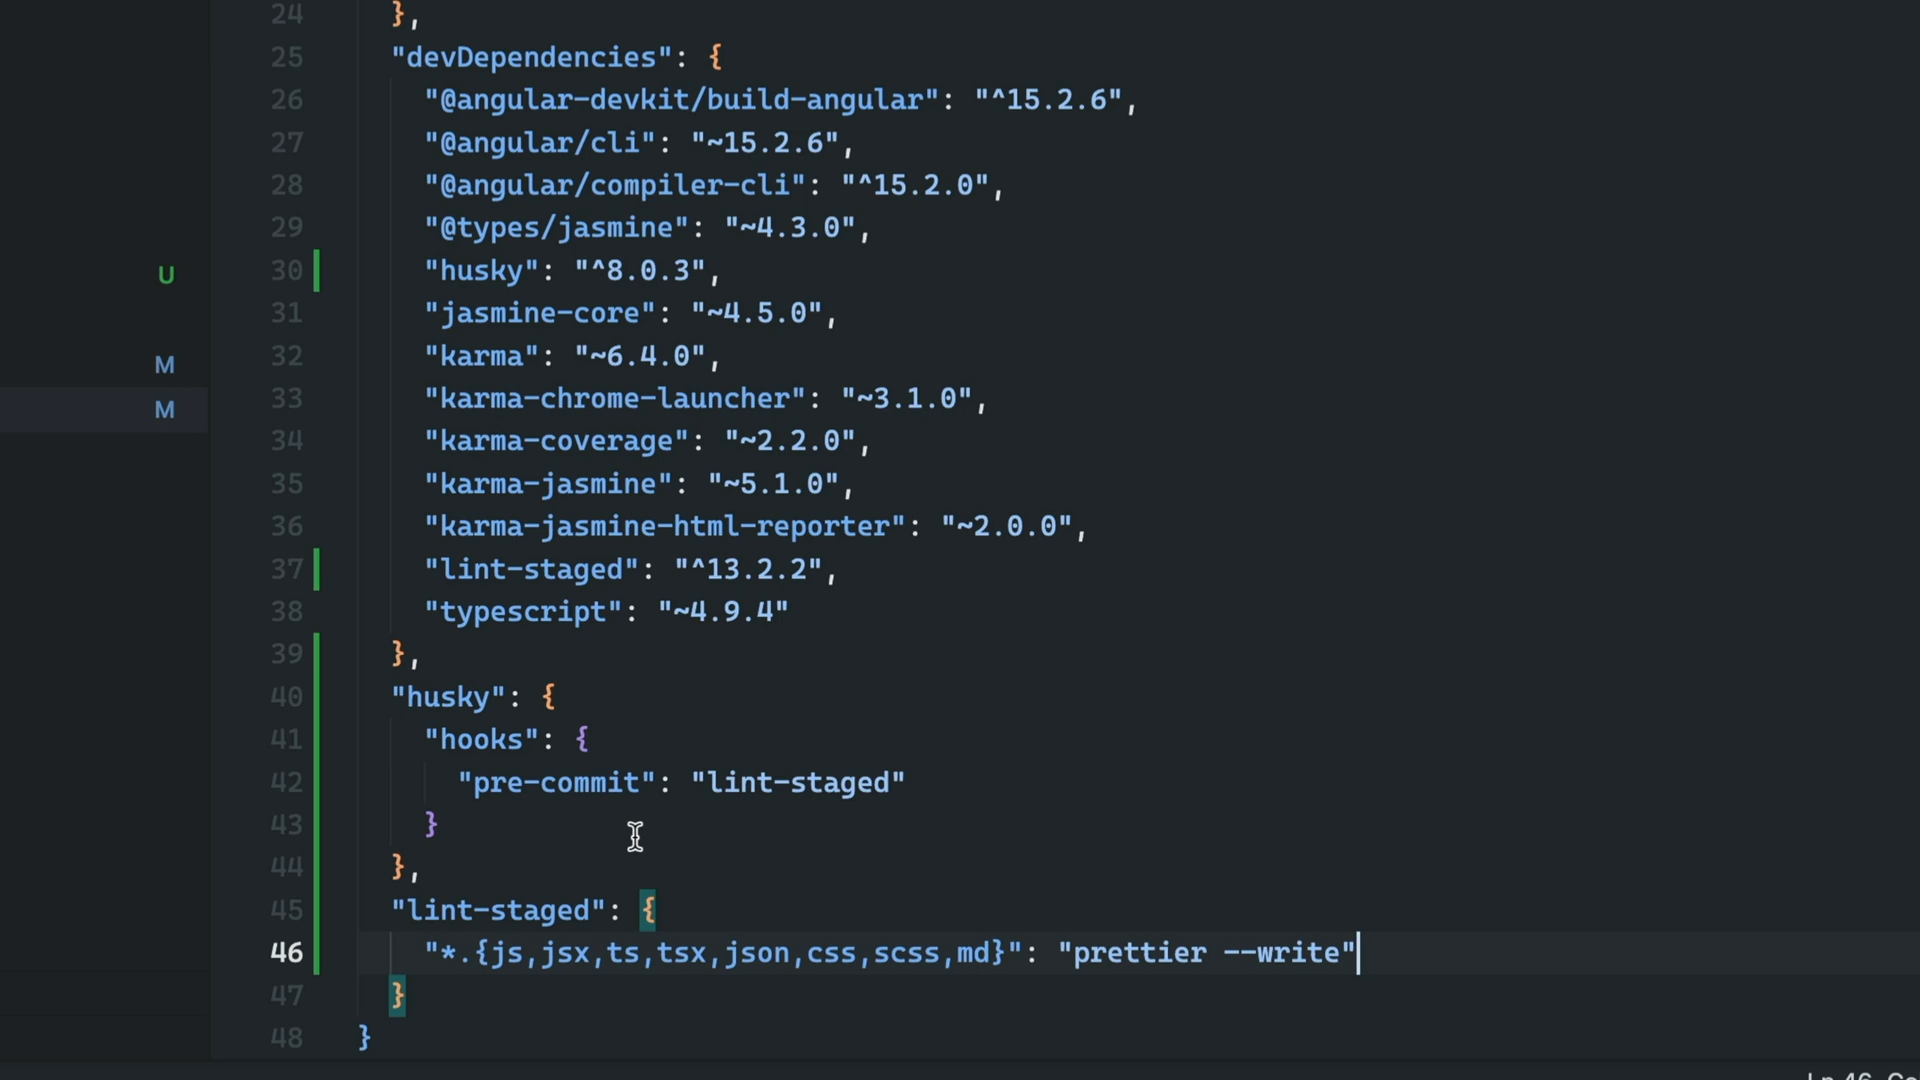 24 },
25 "devDependencies": {
26 "@angular-devkit/build-angular": "^15.2.6",
27 "@angular/cli": "~15.2.6",
28 "@angular/compiler-cli": "^15.2.0",
29 "@types/jasmine": "~4.3.0",
U 30 "husky": "^8.0.3",
31 "jasmine-core": "~4.5.0",
M 32 "karma": "~6.4.0",
M 33 "karma-chrome-launcher": "~3.1.0",
34 "karma-coverage": "~2.2.0",
35 "karma-jasmine": "~5.1.0",
36 "karma-jasmine-html-reporter": "~2.0.0",
37 "lint-staged": "^13.2.2",
38 "typescript": "~4.9.4"
39 },
40 "husky": {
41 "hooks": {
42 "pre-commit": "lint-staged"
43 }
44 },
45 "lint-staged": {
46 "*.{js,jsx,ts,tsx,json,css,scss,md}": "prettier --write"
47 }
48 }